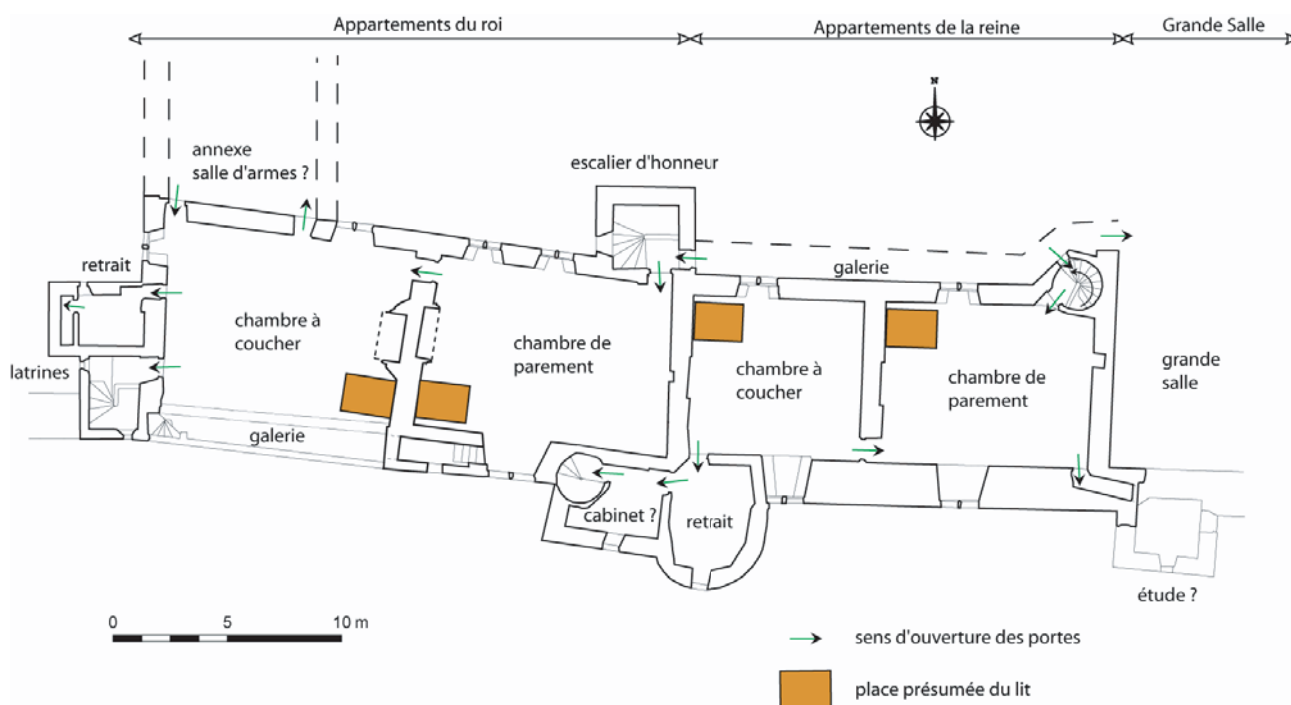 Appartements du roi
Appartements de la reine
Grande Salle
N
annexe
salle d'armes ?
escalier d'honneur
retrait
galerie
chambre à
coucher
chambre de
parement
chambre à
coucher
chambre de
parement
grande
salle
latrines
galerie
cabinet ?
retrait
étude ?
0 5 10 m
sens d'ouverture des portes
place présumée du lit